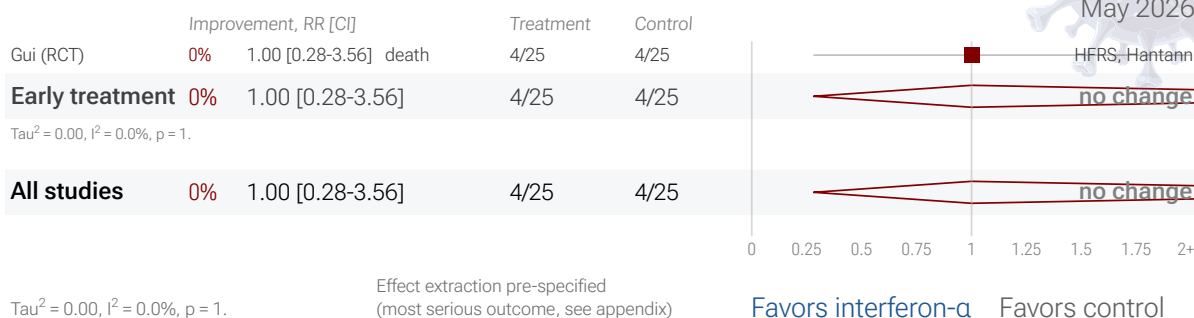 May 2026
Improvement, RR [CI] Treatment Control
Gui (RCT) 0% 1.00 [0.28-3.56] death 4/25 4/25 HFRS, Hantann
Early treatment 0% 1.00 [0.28-3.56] 4/25 4/25 no change
Tau² = 0.00, I² = 0.0%, p = 1.
All studies 0% 1.00 [0.28-3.56] 4/25 4/25 no change
0 0.25 0.5 0.75 1 1.25 1.5 1.75 2+
Effect extraction pre-specified
Tau² = 0.00, I² = 0.0%, p = 1. (most serious outcome, see appendix) Favors interferon-α Favors control